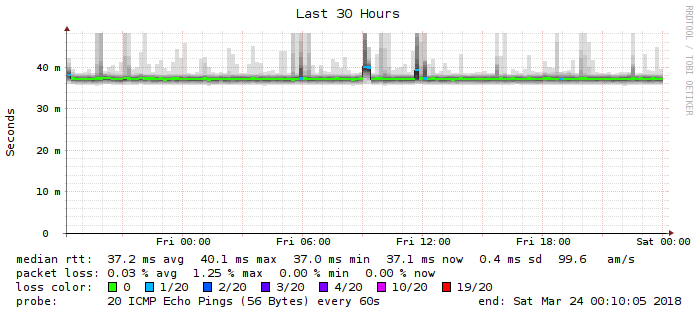 Last 30 Hours
RRDTOOL / TOBI OETIKER
Seconds
40 m
30 m
20 m
10 m
0
Fri 00:00 Fri 06:00 Fri 12:00 Fri 18:00 Sat 00:00
median rtt: 37.2 ms avg 40.1 ms max 37.0 ms min 37.1 ms now 0.4 ms sd 99.6 am/s
packet loss: 0.03 % avg 1.25 % max 0.00 % min 0.00 % now
loss color: 0 1/20 2/20 3/20 4/20 10/20 19/20
probe: 20 ICMP Echo Pings (56 Bytes) every 60s end: Sat Mar 24 00:10:05 2018